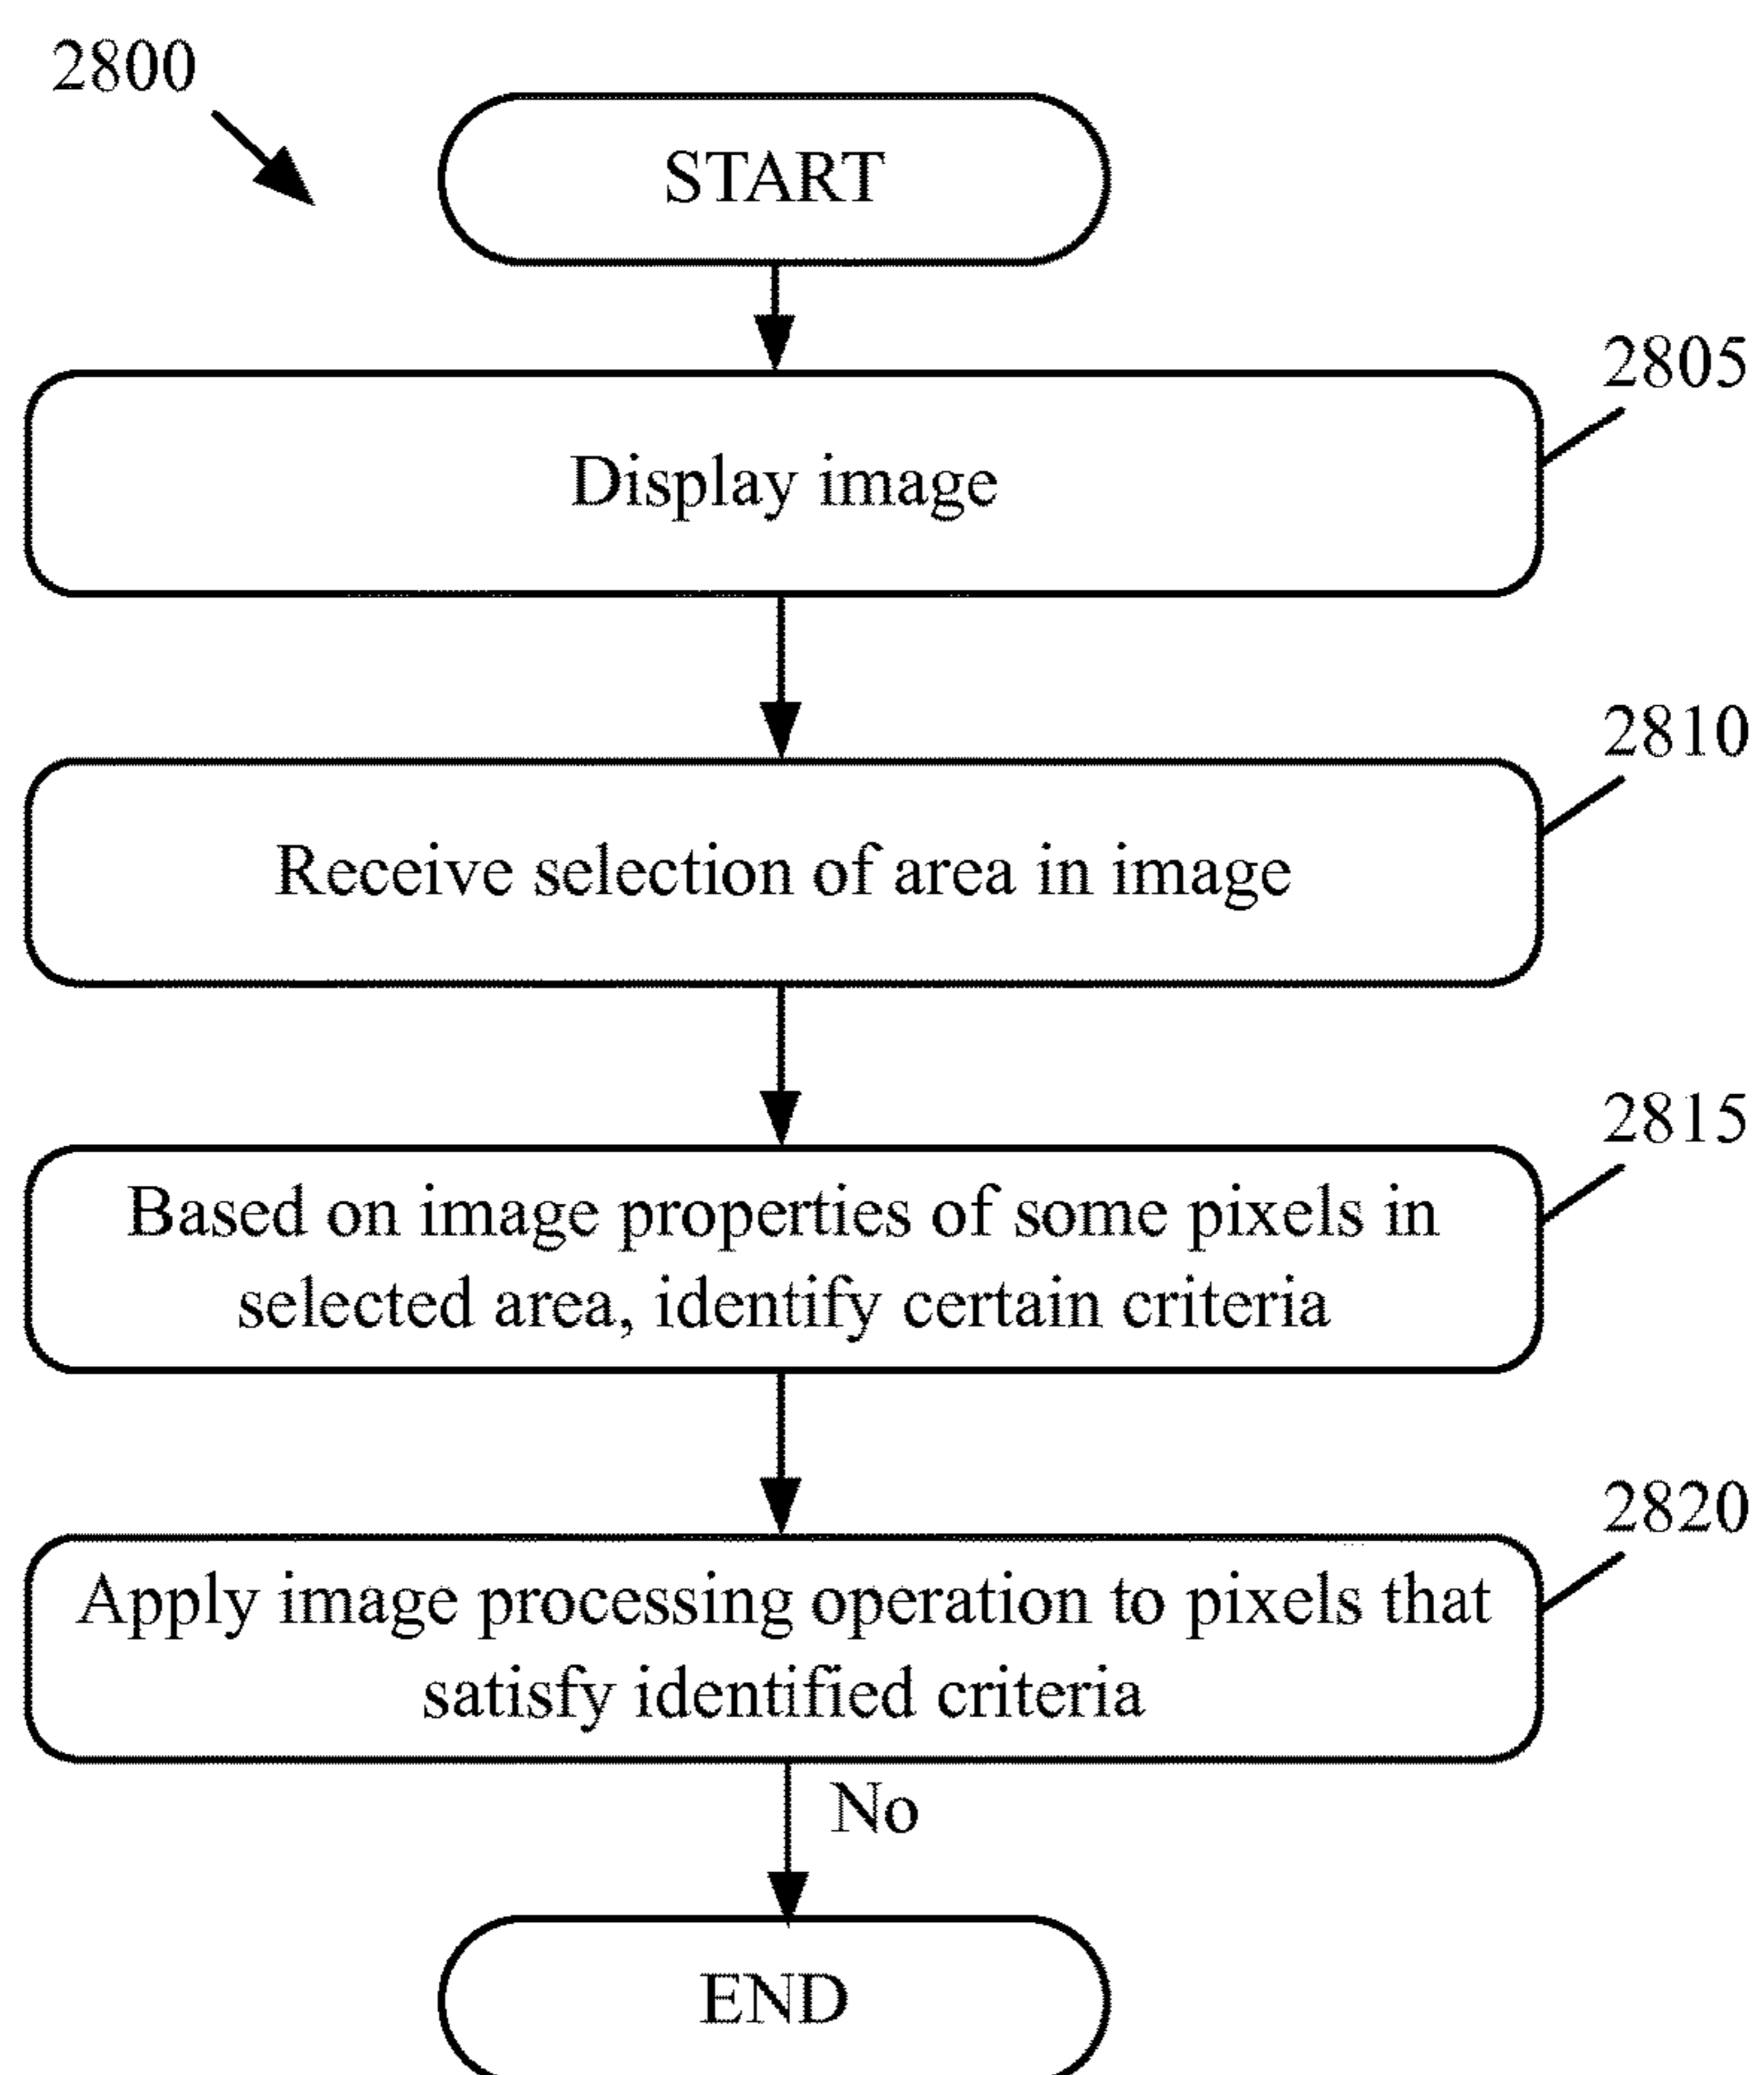 2800
START
2805
Display image
2810
Receive selection of area in image
2815
Based on image properties of some pixels in
selected area, identify certain criteria
2820
Apply image processing operation to pixels that
satisfy identified criteria
No
END